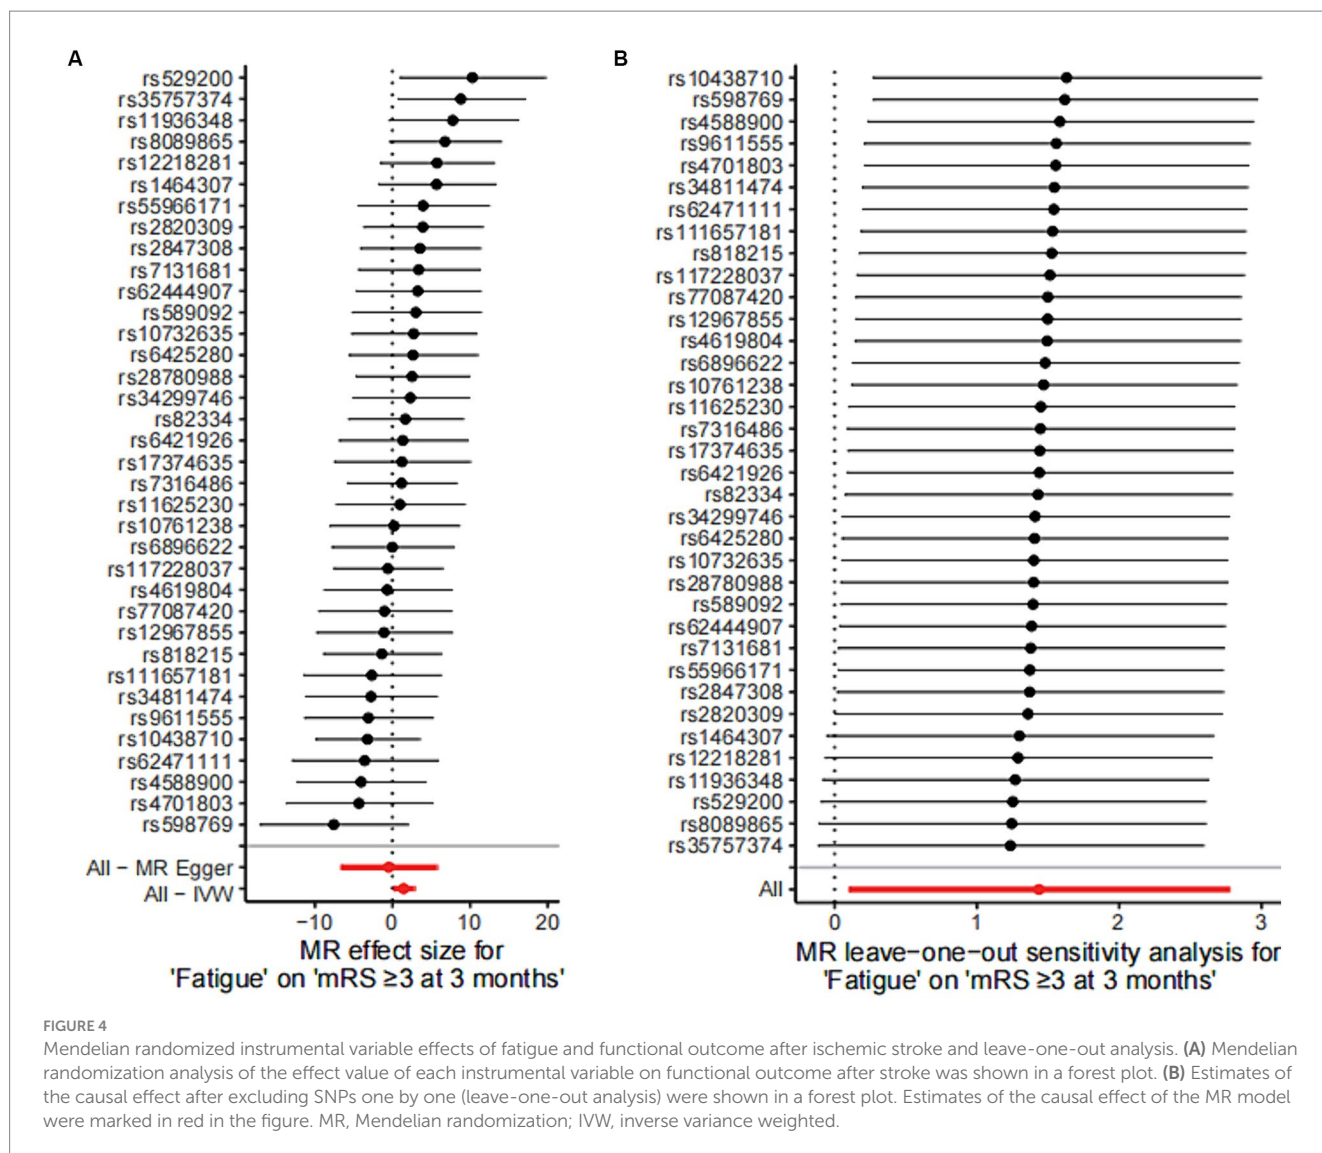 A
rs529200
rs35757374
rs11936348
rs8089865
rs12218281
rs1464307
rs55966171
rs2820309
rs2847308
rs7131681
rs62444907
rs589092
rs10732635
rs6425280
rs28780988
rs34299746
rs82334
rs6421926
rs17374635
rs7316486
rs11625230
rs10761238
rs6896622
rs117228037
rs4619804
rs77087420
rs12967855
rs818215
rs111657181
rs34811474
rs9611555
rs10438710
rs62471111
rs4588900
rs4701803
rs598769
All − MR Egger
All − IVW
−10 0 10 20
MR effect size for
'Fatigue' on 'mRS ≥3 at 3 months'
B
rs10438710
rs598769
rs4588900
rs9611555
rs4701803
rs34811474
rs62471111
rs111657181
rs818215
rs117228037
rs77087420
rs12967855
rs4619804
rs6896622
rs10761238
rs11625230
rs7316486
rs17374635
rs6421926
rs82334
rs34299746
rs6425280
rs10732635
rs28780988
rs589092
rs62444907
rs7131681
rs55966171
rs2847308
rs2820309
rs1464307
rs12218281
rs11936348
rs529200
rs8089865
rs35757374
All
0 1 2 3
MR leave−one−out sensitivity analysis for
'Fatigue' on 'mRS ≥3 at 3 months'
FIGURE 4
Mendelian randomized instrumental variable effects of fatigue and functional outcome after ischemic stroke and leave-one-out analysis. (A) Mendelian
randomization analysis of the effect value of each instrumental variable on functional outcome after stroke was shown in a forest plot. (B) Estimates of
the causal effect after excluding SNPs one by one (leave-one-out analysis) were shown in a forest plot. Estimates of the causal effect of the MR model
were marked in red in the figure. MR, Mendelian randomization; IVW, inverse variance weighted.